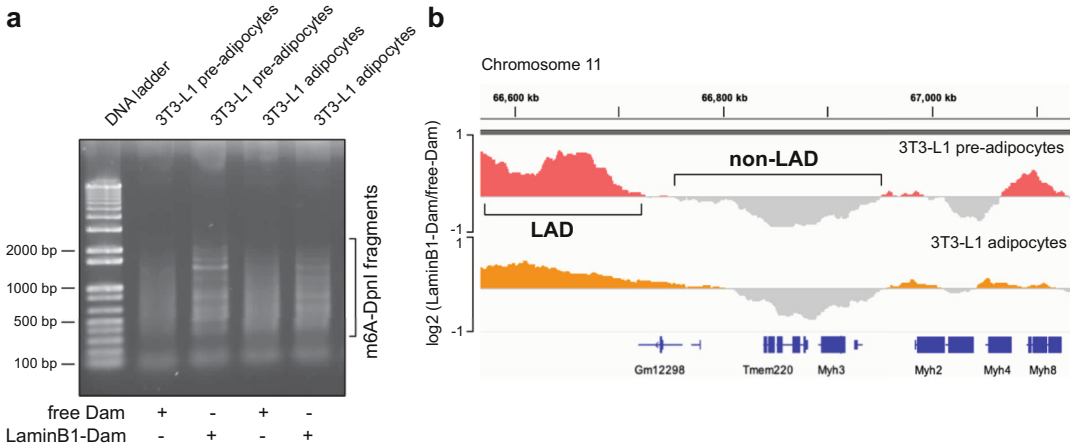 a
DNA ladder
3T3-L1 pre-adipocytes
3T3-L1 pre-adipocytes
3T3-L1 adipocytes
3T3-L1 adipocytes
2000 bp
1000 bp
500 bp
100 bp
m6A-DpnI fragments
free Dam + - + -
LaminB1-Dam - + - +
b
Chromosome 11
66,600 kb 66,800 kb 67,000 kb
log2 (LaminB1-Dam/free-Dam)
1
3T3-L1 pre-adipocytes
non-LAD
LAD
-1
1
3T3-L1 adipocytes
-1
Gm12298 Tmem220 Myh3 Myh2 Myh4 Myh8